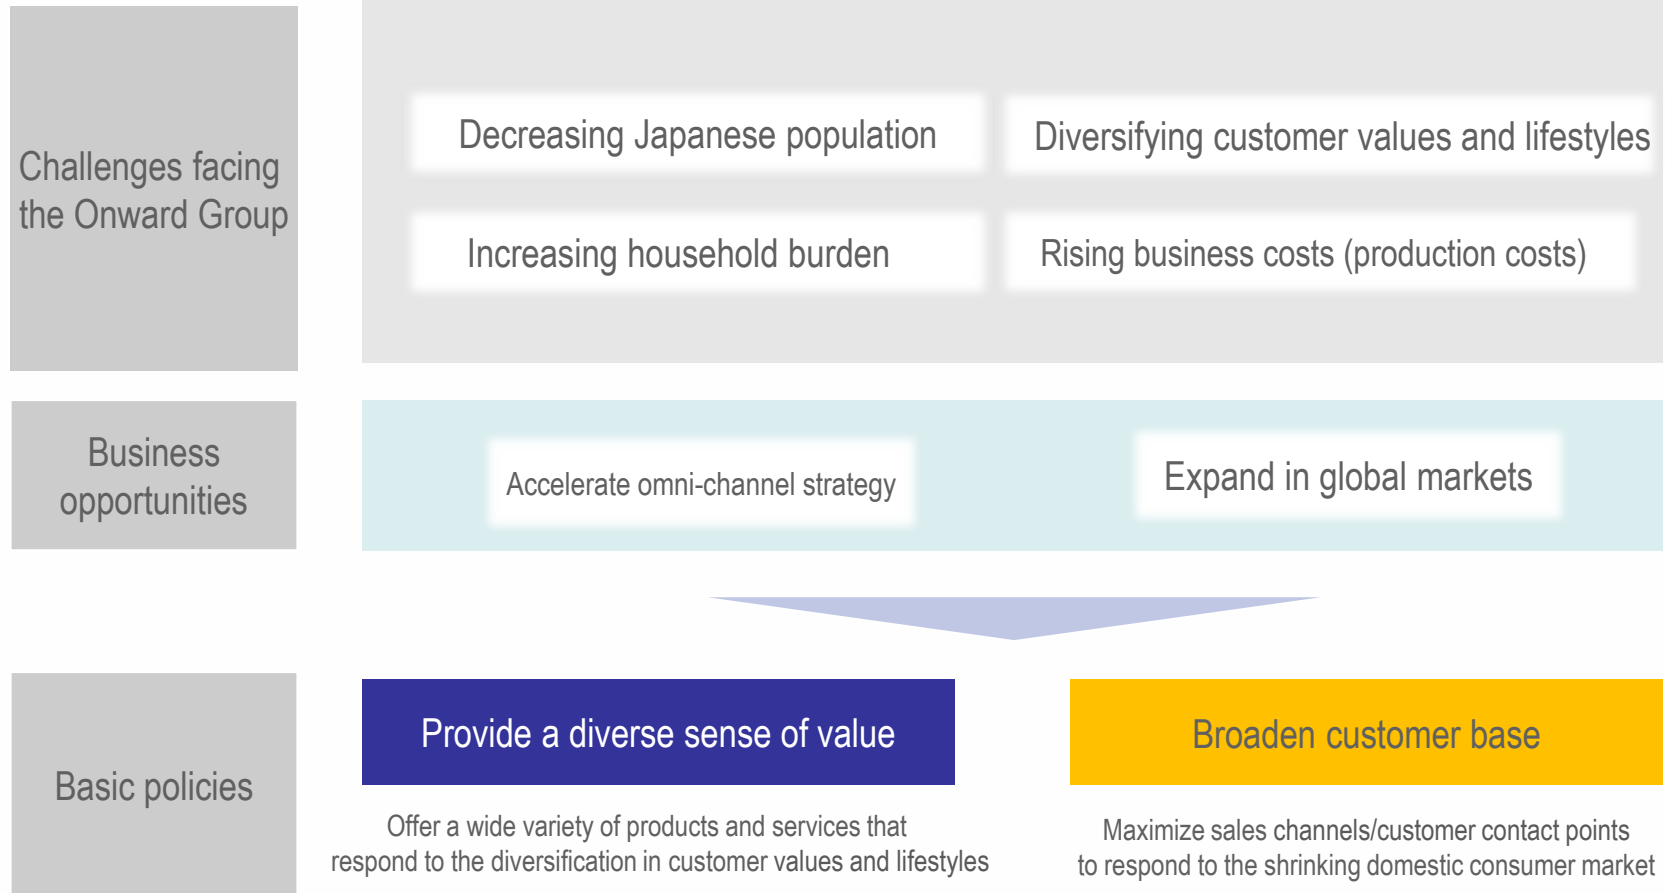 Challenges facing
the Onward Group
Decreasing Japanese population
Diversifying customer values and lifestyles
Increasing household burden
Rising business costs (production costs)
Business
opportunities
Accelerate omni-channel strategy
Expand in global markets
Basic policies
Provide a diverse sense of value
Offer a wide variety of products and services that
respond to the diversification in customer values and lifestyles
Broaden customer base
Maximize sales channels/customer contact points
to respond to the shrinking domestic consumer market